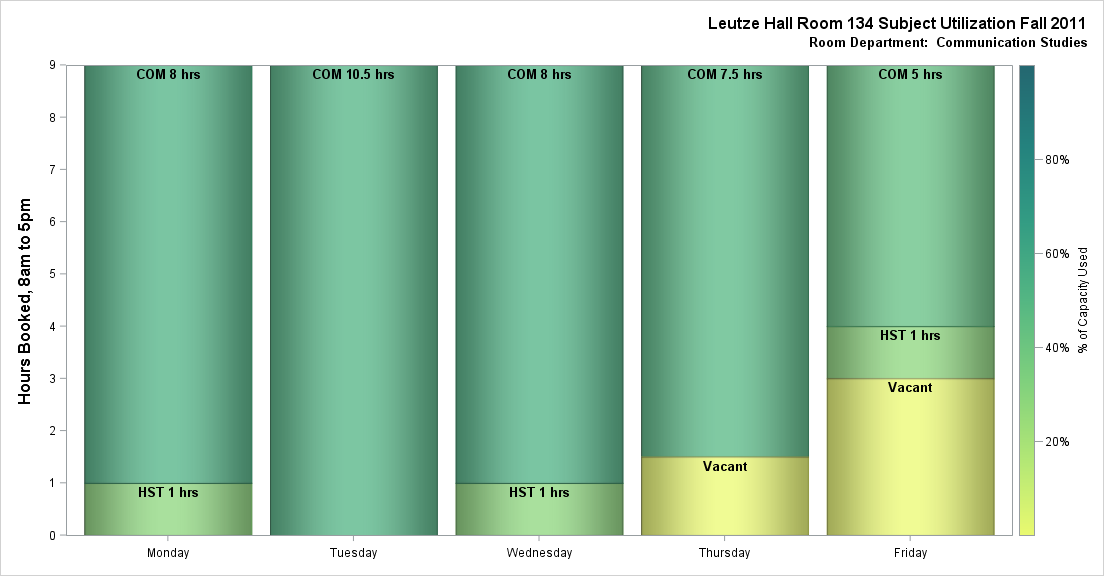 Leutze Hall Room 134 Subject Utilization Fall 2011
Room Department:  Communication Studies
Hours Booked, 8am to 5pm
9
8
7
6
5
4
3
2
1
0
COM 8 hrs
HST 1 hrs
COM 10.5 hrs
COM 8 hrs
HST 1 hrs
COM 7.5 hrs
Vacant
COM 5 hrs
HST 1 hrs
Vacant
Monday
Tuesday
Wednesday
Thursday
Friday
80%
60%
40%
20%
% of Capacity Used